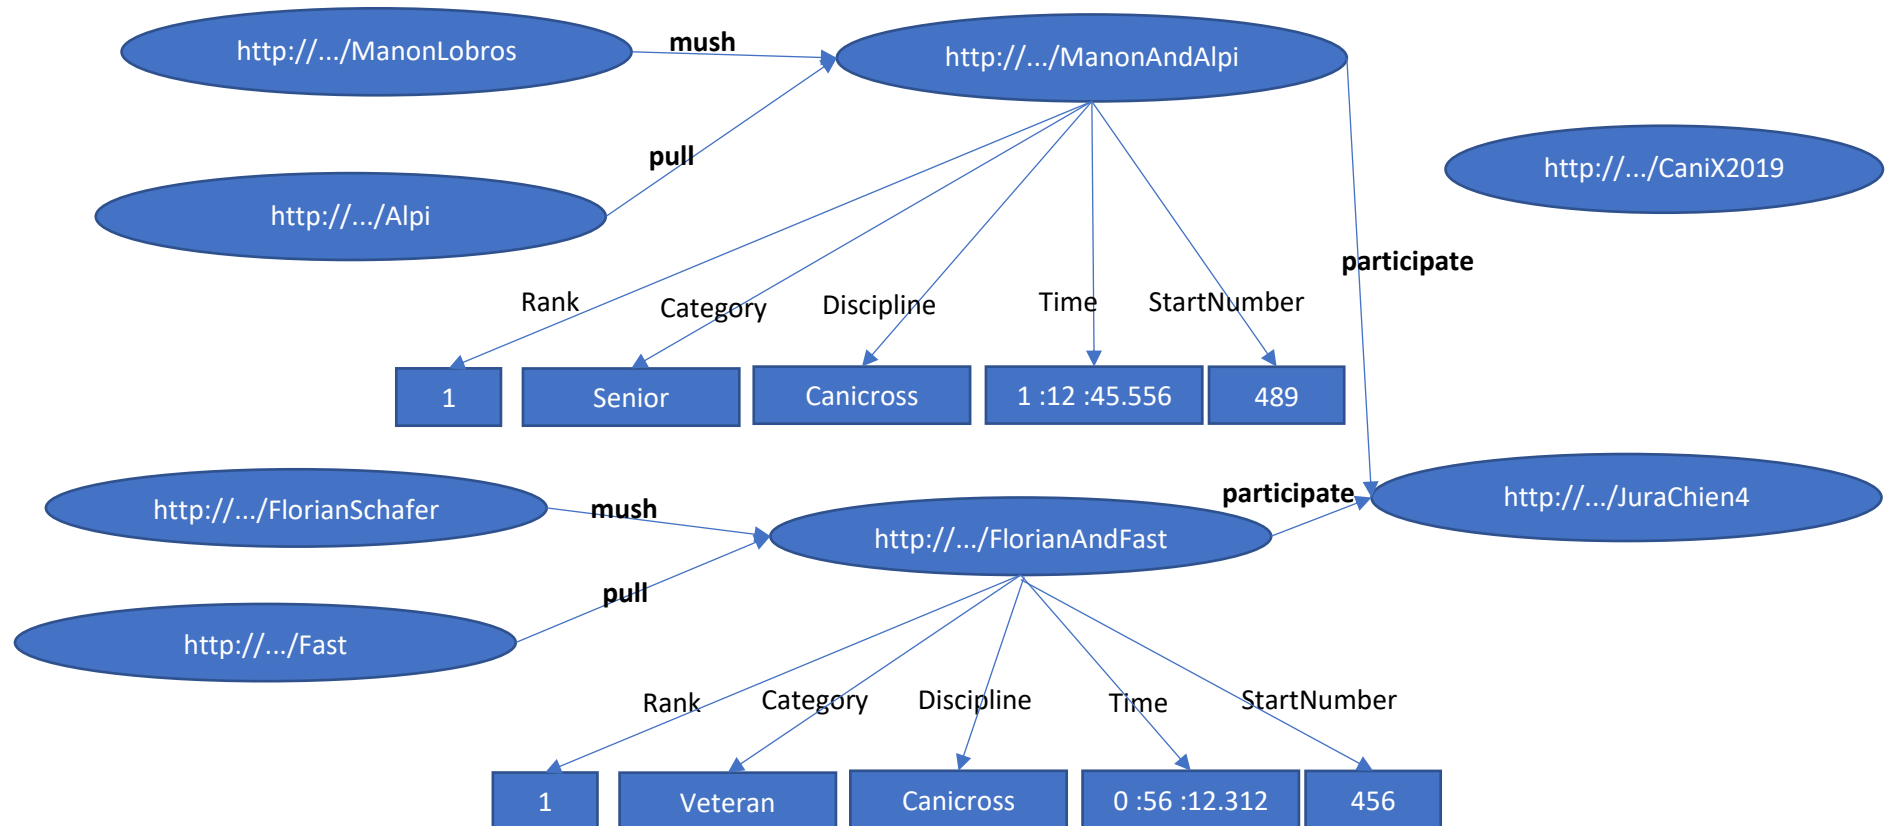 http://.../ManonLobros
mush
http://.../ManonAndAlpi
pull
http://.../CaniX2019
http://.../Alpi
participate
Rank
Category
Discipline
Time
StartNumber
1
Senior
Canicross
1 :12 :45.556
489
http://.../FlorianSchafer
mush
participate
http://.../JuraChien4
http://.../FlorianAndFast
pull
http://.../Fast
Rank
Category
Discipline
Time
StartNumber
1
Veteran
Canicross
0 :56 :12.312
456